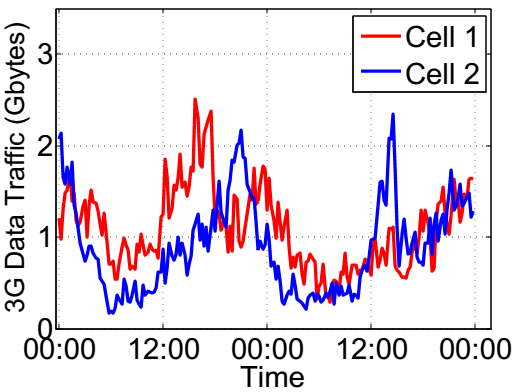 3G Data Traffic (Gbytes)
3
2
1
0
Cell 1
Cell 2
00:00 12:00 00:00 12:00 00:00
Time